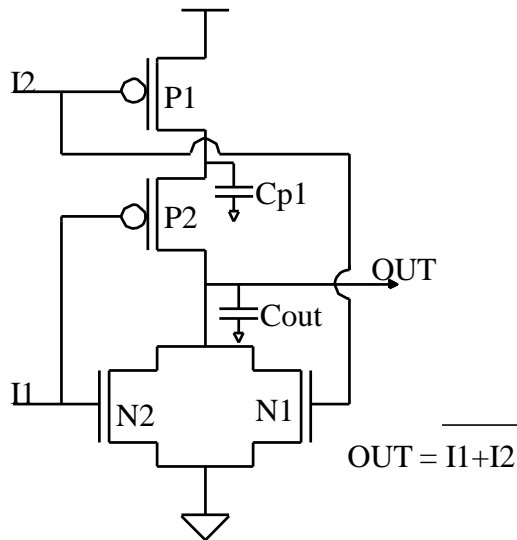 I2
P1
Cp1
P2
OUT
Cout
I1
N2
N1
OUT = I1+I2